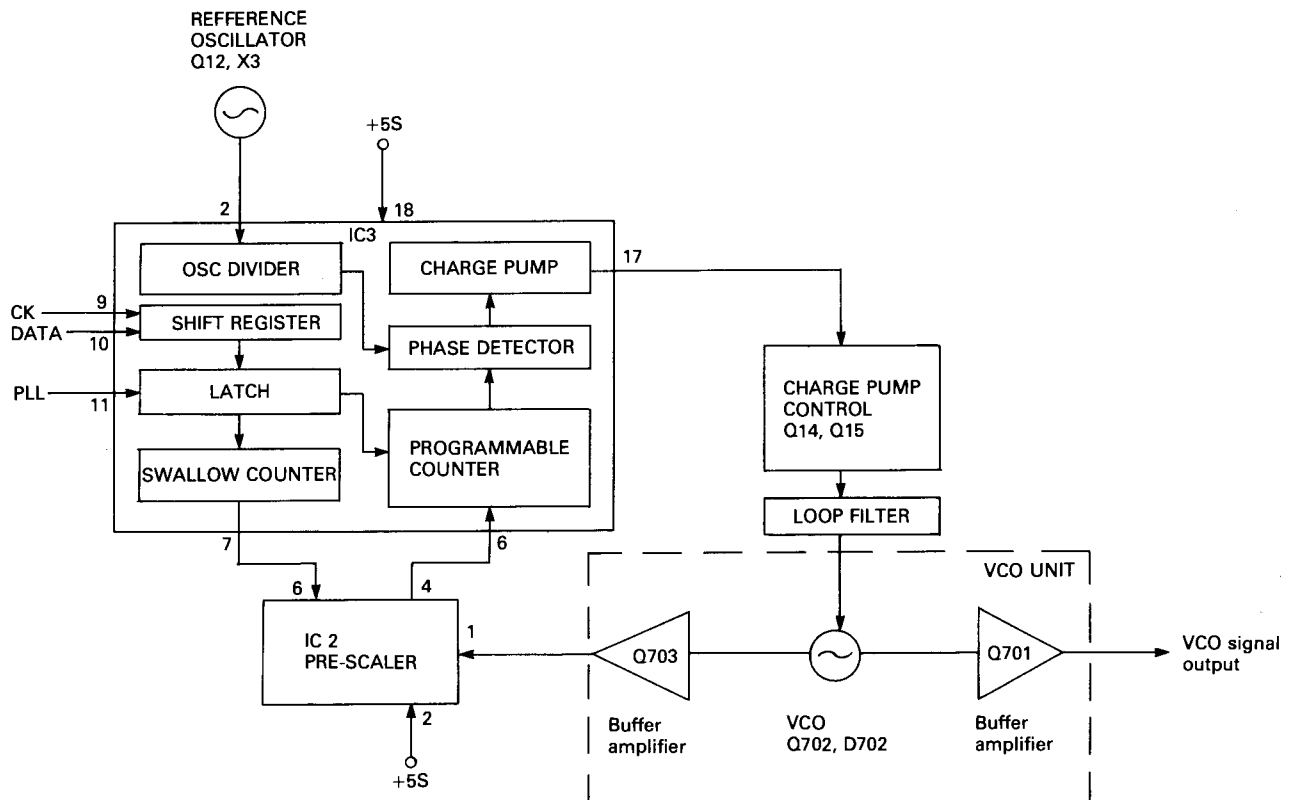 REFFERENCE
OSCILLATOR
Q12, X3
+5S
2
18
IC3
OSC DIVIDER
CHARGE PUMP
17
CK
9
DATA
10
SHIFT REGISTER
PHASE DETECTOR
PLL
11
LATCH
PROGRAMMABLE
COUNTER
SWALLOW COUNTER
CHARGE PUMP
CONTROL
Q14, Q15
LOOP FILTER
7
6
6
4
VCO UNIT
IC 2
PRE-SCALER
1
Q703
Q701
VCO signal
output
2
+5S
Buffer
amplifier
VCO
Q702, D702
Buffer
amplifier